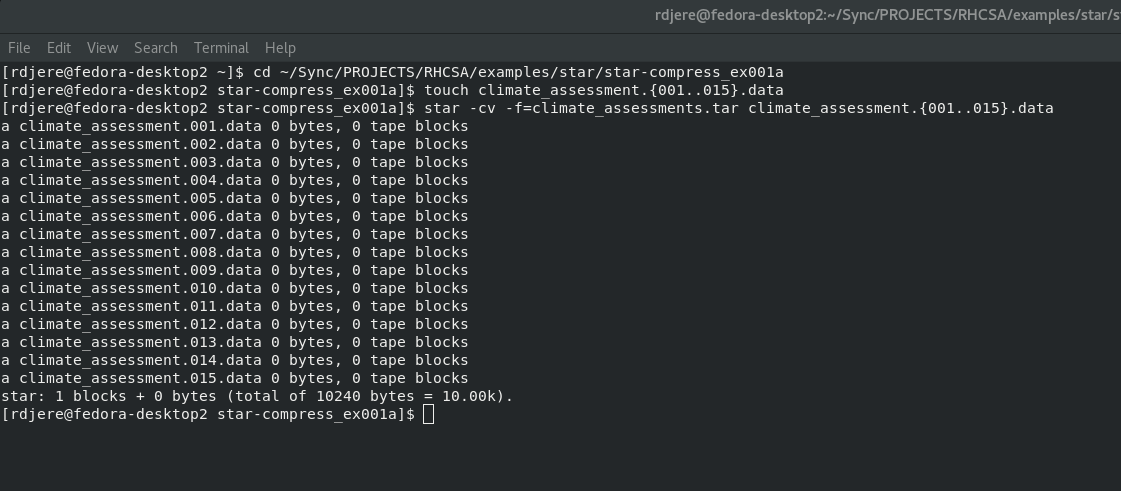 rdjere@fedora-desktop2:~/Sync/PROJECTS/RHCSA/examples/star/s
File Edit View Search Terminal Help
[rdjere@fedora-desktop2 ~]$ cd ~/Sync/PROJECTS/RHCSA/examples/star/star-compress_ex001a
[rdjere@fedora-desktop2 star-compress_ex001a]$ touch climate_assessment.{001..015}.data
[rdjere@fedora-desktop2 star-compress_ex001a]$ star -cv -f=climate_assessments.tar climate_assessment.{001..015}.data
a climate_assessment.001.data 0 bytes, 0 tape blocks
a climate_assessment.002.data 0 bytes, 0 tape blocks
a climate_assessment.003.data 0 bytes, 0 tape blocks
a climate_assessment.004.data 0 bytes, 0 tape blocks
a climate_assessment.005.data 0 bytes, 0 tape blocks
a climate_assessment.006.data 0 bytes, 0 tape blocks
a climate_assessment.007.data 0 bytes, 0 tape blocks
a climate_assessment.008.data 0 bytes, 0 tape blocks
a climate_assessment.009.data 0 bytes, 0 tape blocks
a climate_assessment.010.data 0 bytes, 0 tape blocks
a climate_assessment.011.data 0 bytes, 0 tape blocks
a climate_assessment.012.data 0 bytes, 0 tape blocks
a climate_assessment.013.data 0 bytes, 0 tape blocks
a climate_assessment.014.data 0 bytes, 0 tape blocks
a climate_assessment.015.data 0 bytes, 0 tape blocks
star: 1 blocks + 0 bytes (total of 10240 bytes = 10.00k).
[rdjere@fedora-desktop2 star-compress_ex001a]$